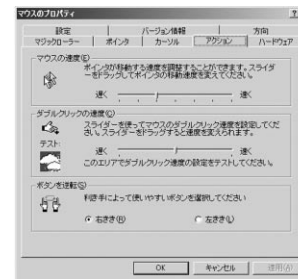 マウスのプロパティ
設定 バージョン情報 方向
マジックローラー ポインタ カーソル アクション ハードウェア
マウスの速度(E)
ポインタが移動する速度を調整することができます。スライダ
ーをドラッグしてポインタの移動速度を変えてください。
遅く 速く
ダブルクリックの速度(C)
スライダーを使ってマウスのダブルクリック速度を設定してくだ
さい。スライダーをドラッグすると速度を変えられます。
テスト:
遅く 速く
このエリアでダブルクリック速度の設定をテストしてください。
ボタンを逆転(S)
利き手によって使いやすいボタンを選択してください
右きき(R) 左きき(L)
OK キャンセル 適用(A)